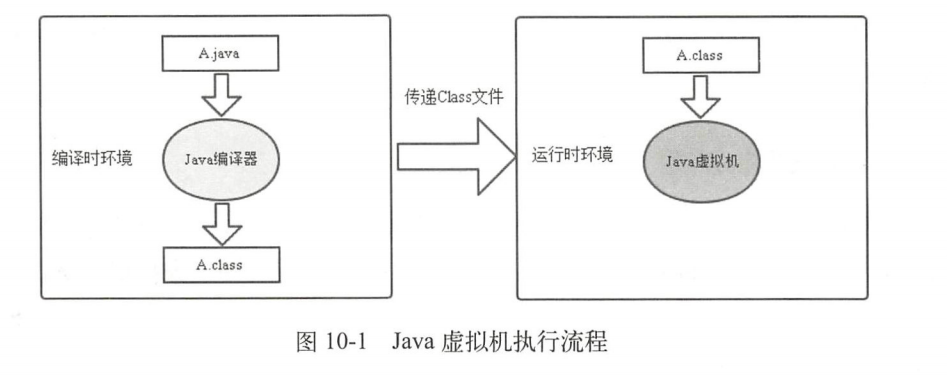 A.java
编译时环境
Java编译器
A.class
传递Class文件
A.class
运行时环境
Java虚拟机
图 10-1 Java 虚拟机执行流程